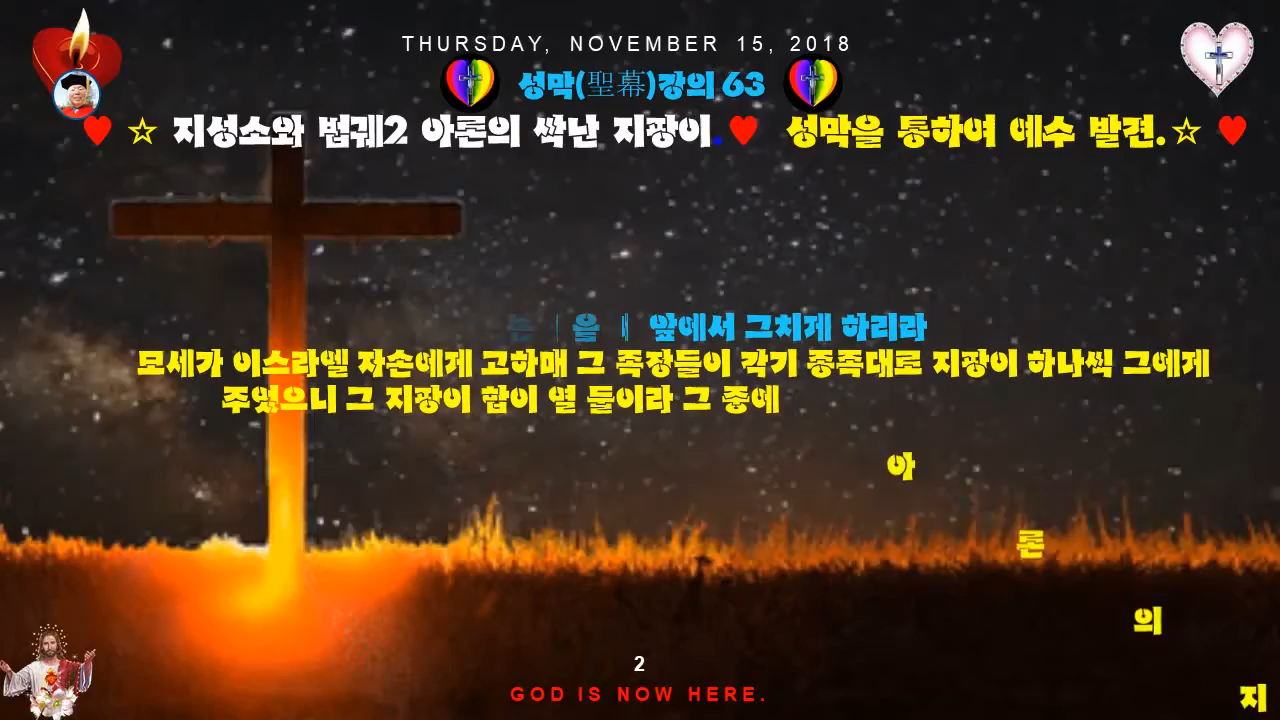 THURSDAY, NOVEMBER 15, 2018
성막(聖幕)강의 63
♥ ☆ 지성소와 법궤2 아론의 싹난 지팡이.♥ 성막을 통하여 예수 발견.☆ ♥
는 을 앞에서 그치게 하리라
모세가 이스라엘 자손에게 고하매 그 족장들이 각기 종족대로 지팡이 하나씩 그에게
주었으니 그 지팡이 합이 열 둘이라 그 중에
아
론
의
지
2
GOD IS NOW HERE.